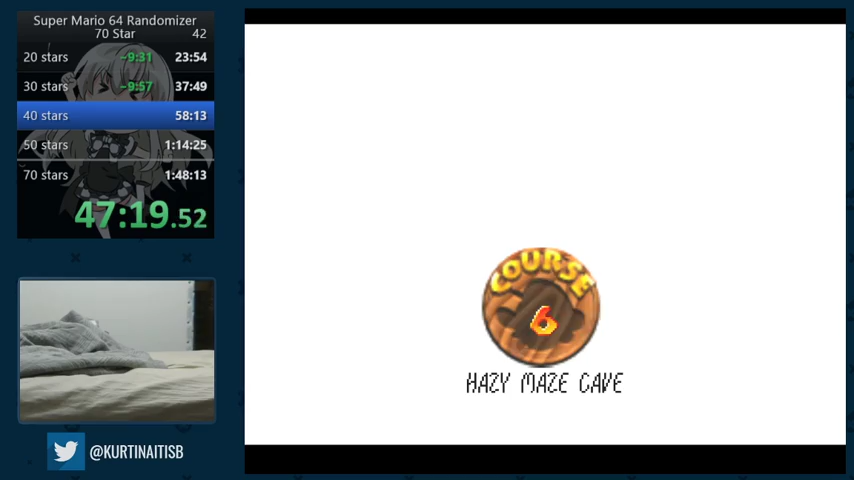 Super Mario 64 Randomizer
70 Star 42
20 stars -9:31 23:54
30 stars -9:57 37:49
40 stars 58:13
50 stars 1:14:25
70 stars 1:48:13
47:19.52
COURSE
6
HAZY MAZE CAVE
@KURTINAITISB